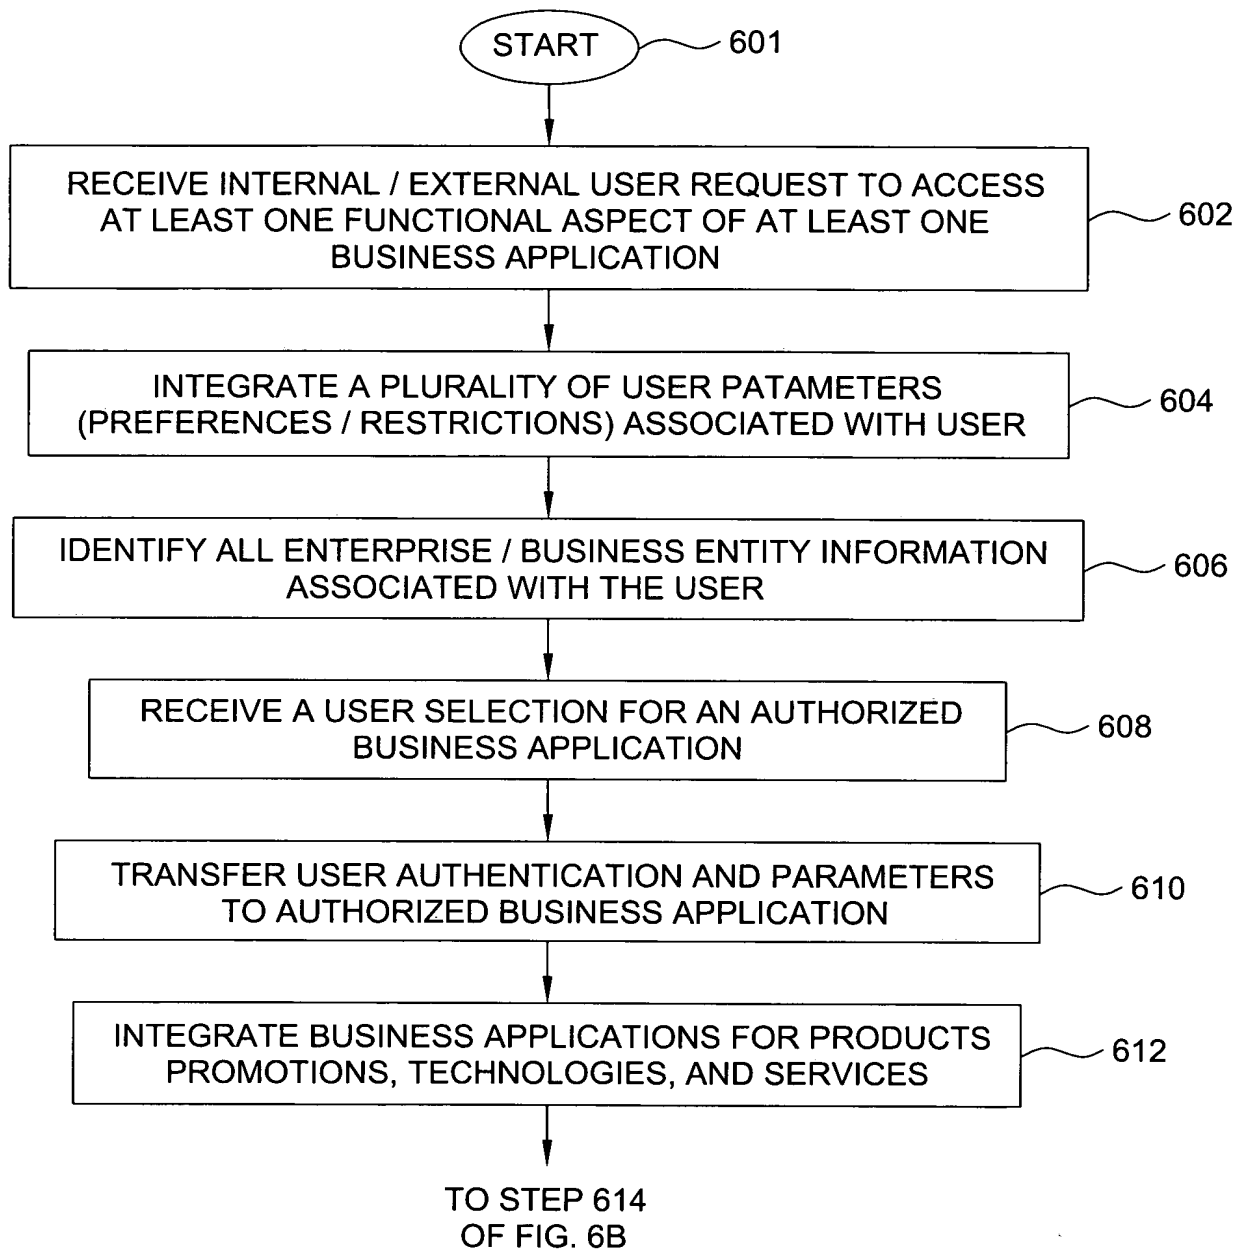 START
601
RECEIVE INTERNAL / EXTERNAL USER REQUEST TO ACCESS
AT LEAST ONE FUNCTIONAL ASPECT OF AT LEAST ONE
BUSINESS APPLICATION
602
INTEGRATE A PLURALITY OF USER PATAMETERS
(PREFERENCES / RESTRICTIONS) ASSOCIATED WITH USER
604
IDENTIFY ALL ENTERPRISE / BUSINESS ENTITY INFORMATION
ASSOCIATED WITH THE USER
606
RECEIVE A USER SELECTION FOR AN AUTHORIZED
BUSINESS APPLICATION
608
TRANSFER USER AUTHENTICATION AND PARAMETERS
TO AUTHORIZED BUSINESS APPLICATION
610
INTEGRATE BUSINESS APPLICATIONS FOR PRODUCTS
PROMOTIONS, TECHNOLOGIES, AND SERVICES
612
TO STEP 614
OF FIG. 6B